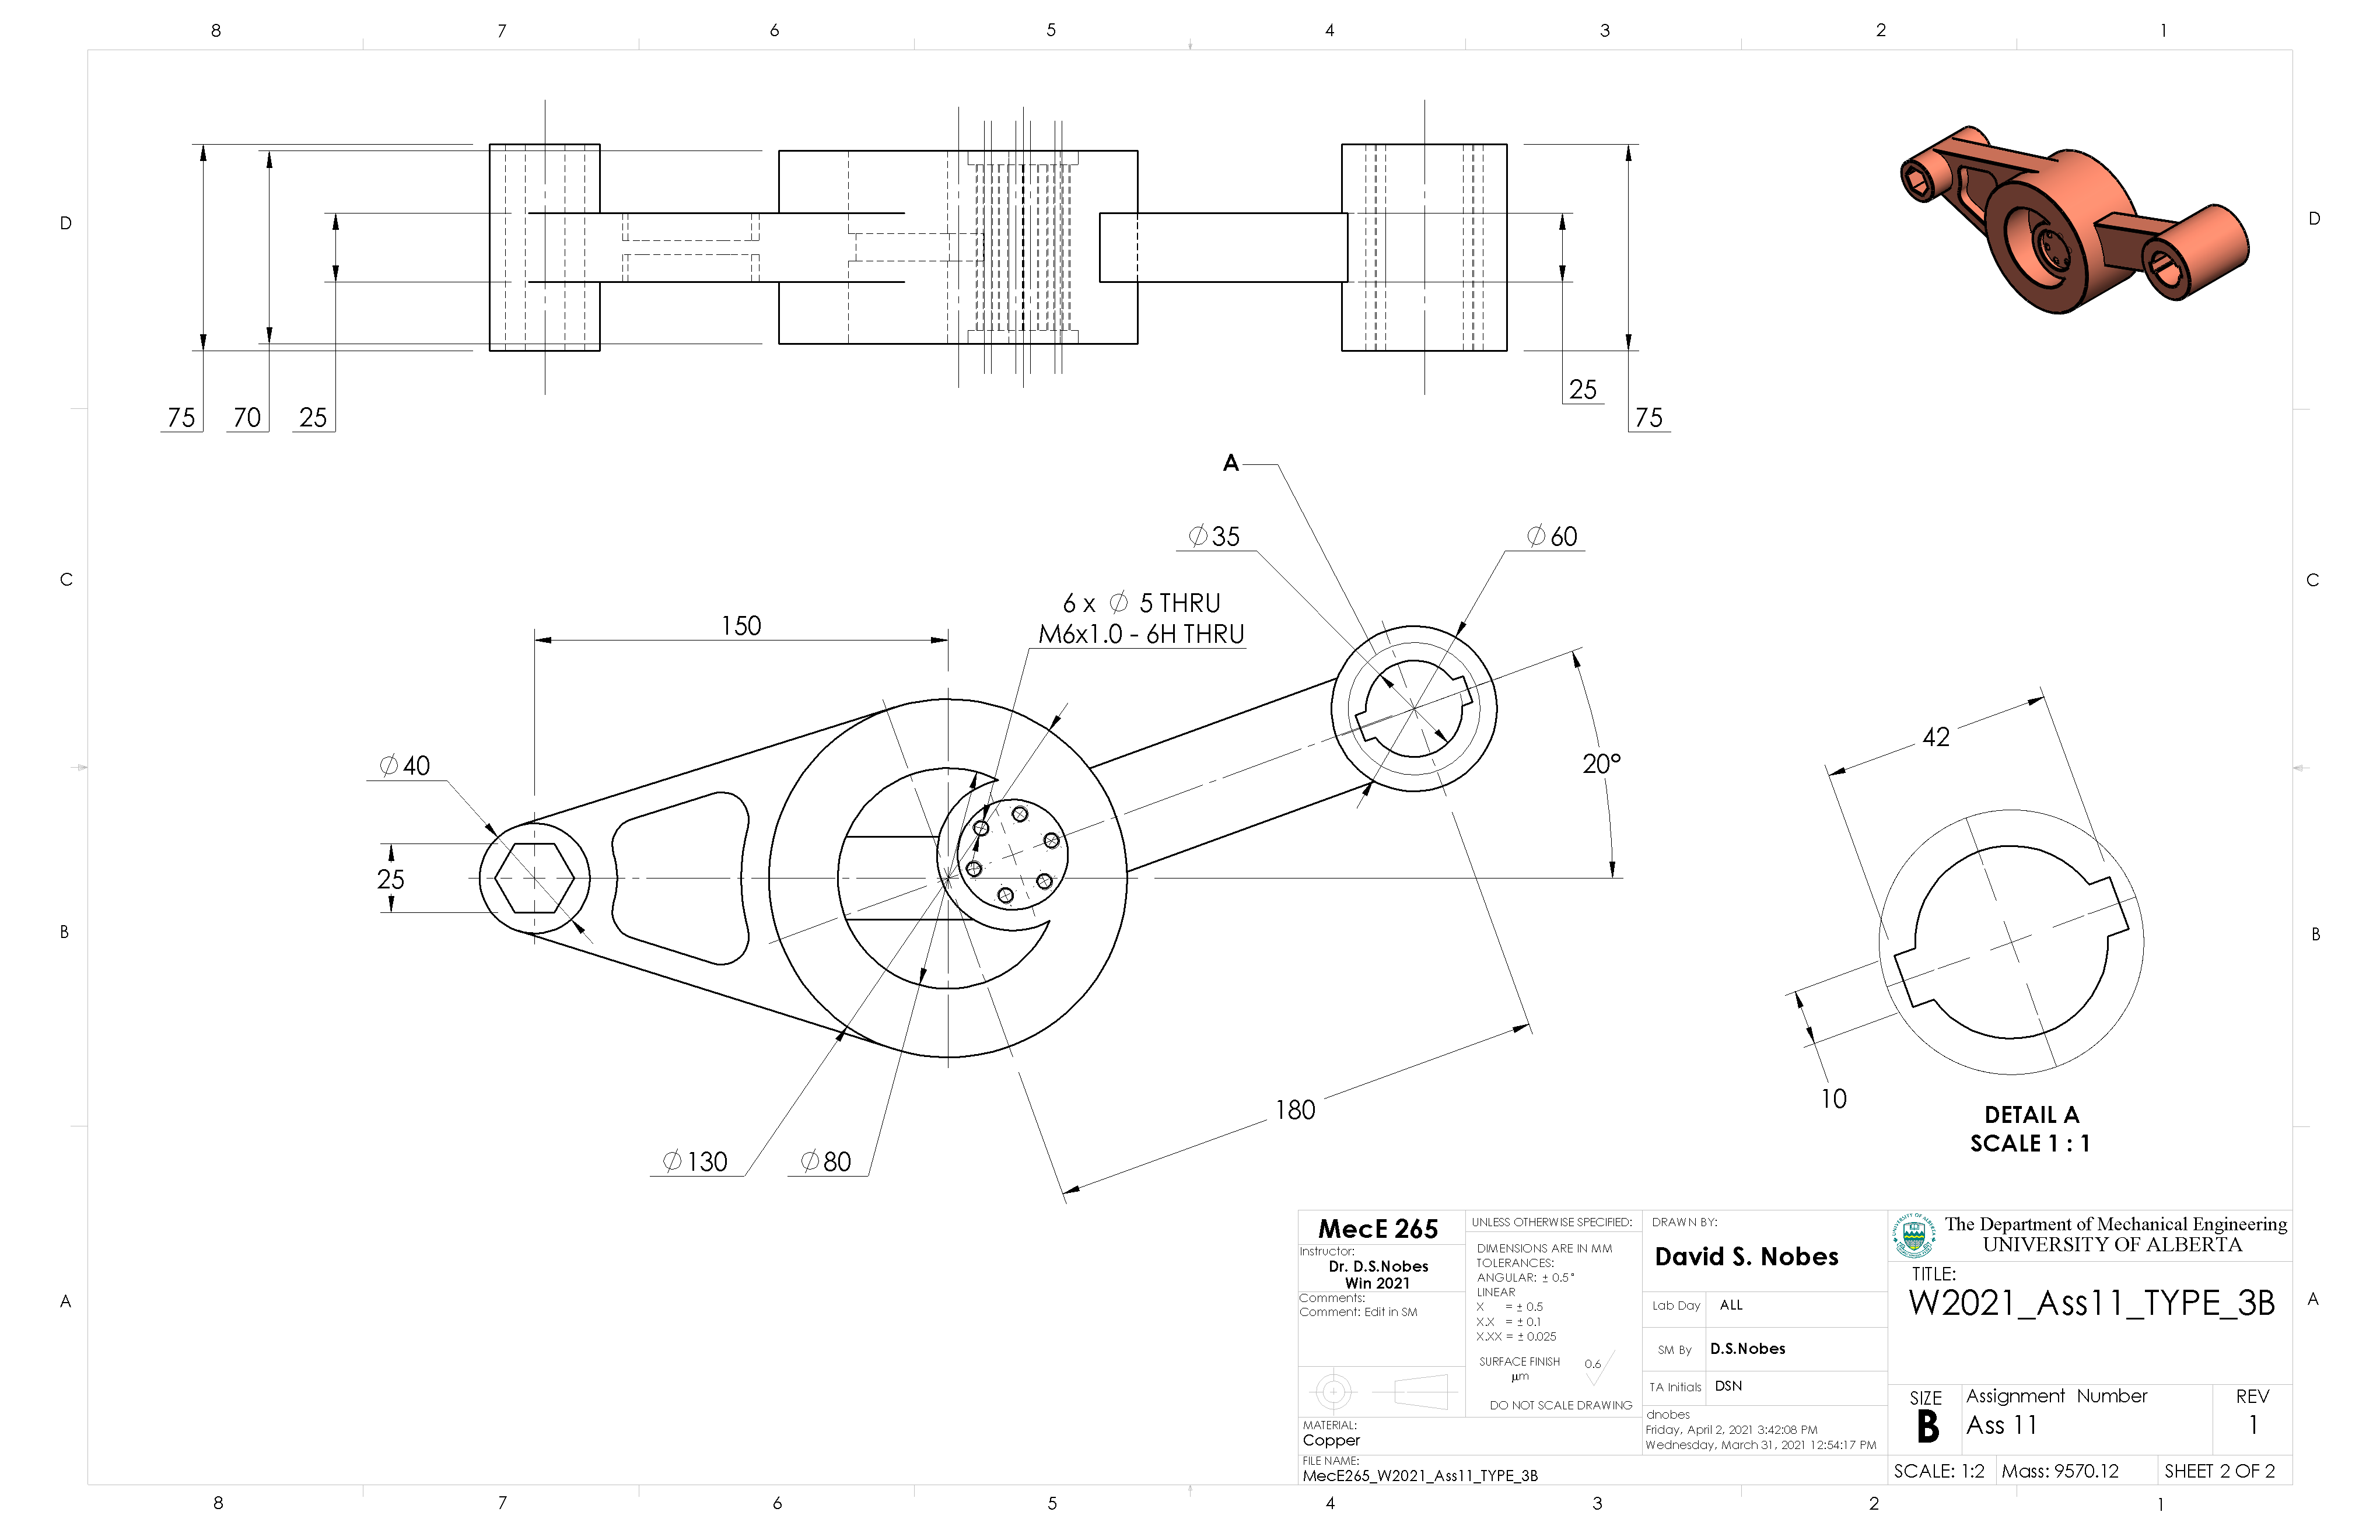 8 7 6 5 4 3 2 1
D D
75 70 25
25
75
A
⌀35
⌀60
C C
6 x ⌀ 5 THRU
M6x1.0 - 6H THRU
150
⌀40
20°
42
25
B B
10
DETAIL A
SCALE 1 : 1
180
⌀130
⌀80
A A
MecE 265
Instructor:
Dr. D.S.Nobes
Win 2021
Comments:
Comment: Edit in SM
MATERIAL:
Copper
FILE NAME:
MecE265_W2021_Ass11_TYPE_3B
UNLESS OTHERWISE SPECIFIED:
DIMENSIONS ARE IN MM
TOLERANCES:
ANGULAR: ± 0.5°
LINEAR
X = ± 0.5
X.X = ± 0.1
X.XX = ± 0.025
SURFACE FINISH 0.6
µm
DO NOT SCALE DRAWING
DRAWN BY:
David S. Nobes
Lab Day ALL
SM By D.S.Nobes
TA Initials DSN
dnobes
Friday, April 2, 2021 3:42:08 PM
Wednesday, March 31, 2021 12:54:17 PM
The Department of Mechanical Engineering
UNIVERSITY OF ALBERTA
TITLE:
W2021_Ass11_TYPE_3B
SIZE
B
Assignment Number
Ass 11
REV
1
SCALE: 1:2 Mass: 9570.12 SHEET 2 OF 2
8 7 6 5 4 3 2 1